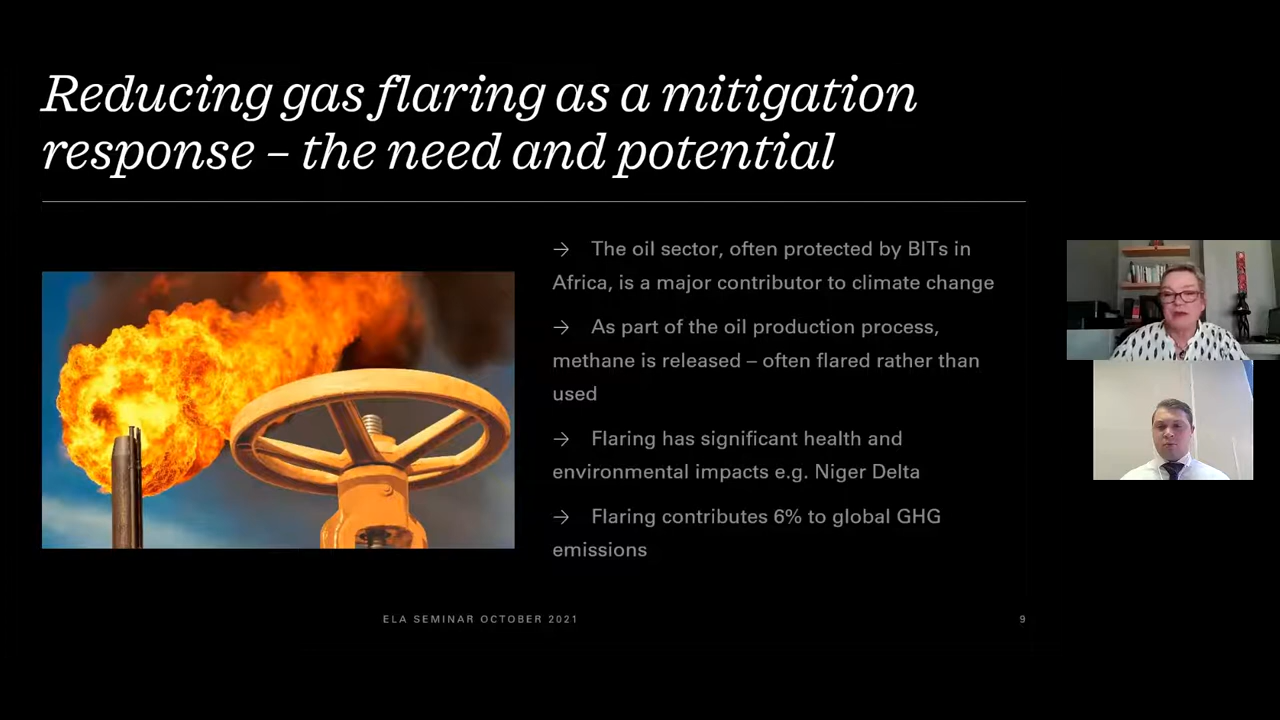 Reducing gas flaring as a mitigation
response – the need and potential
→ The oil sector, often protected by BITs in
Africa, is a major contributor to climate change
→ As part of the oil production process,
methane is released – often flared rather than
used
→ Flaring has significant health and
environmental impacts e.g. Niger Delta
→ Flaring contributes 6% to global GHG
emissions
ELA SEMINAR OCTOBER 2021
9